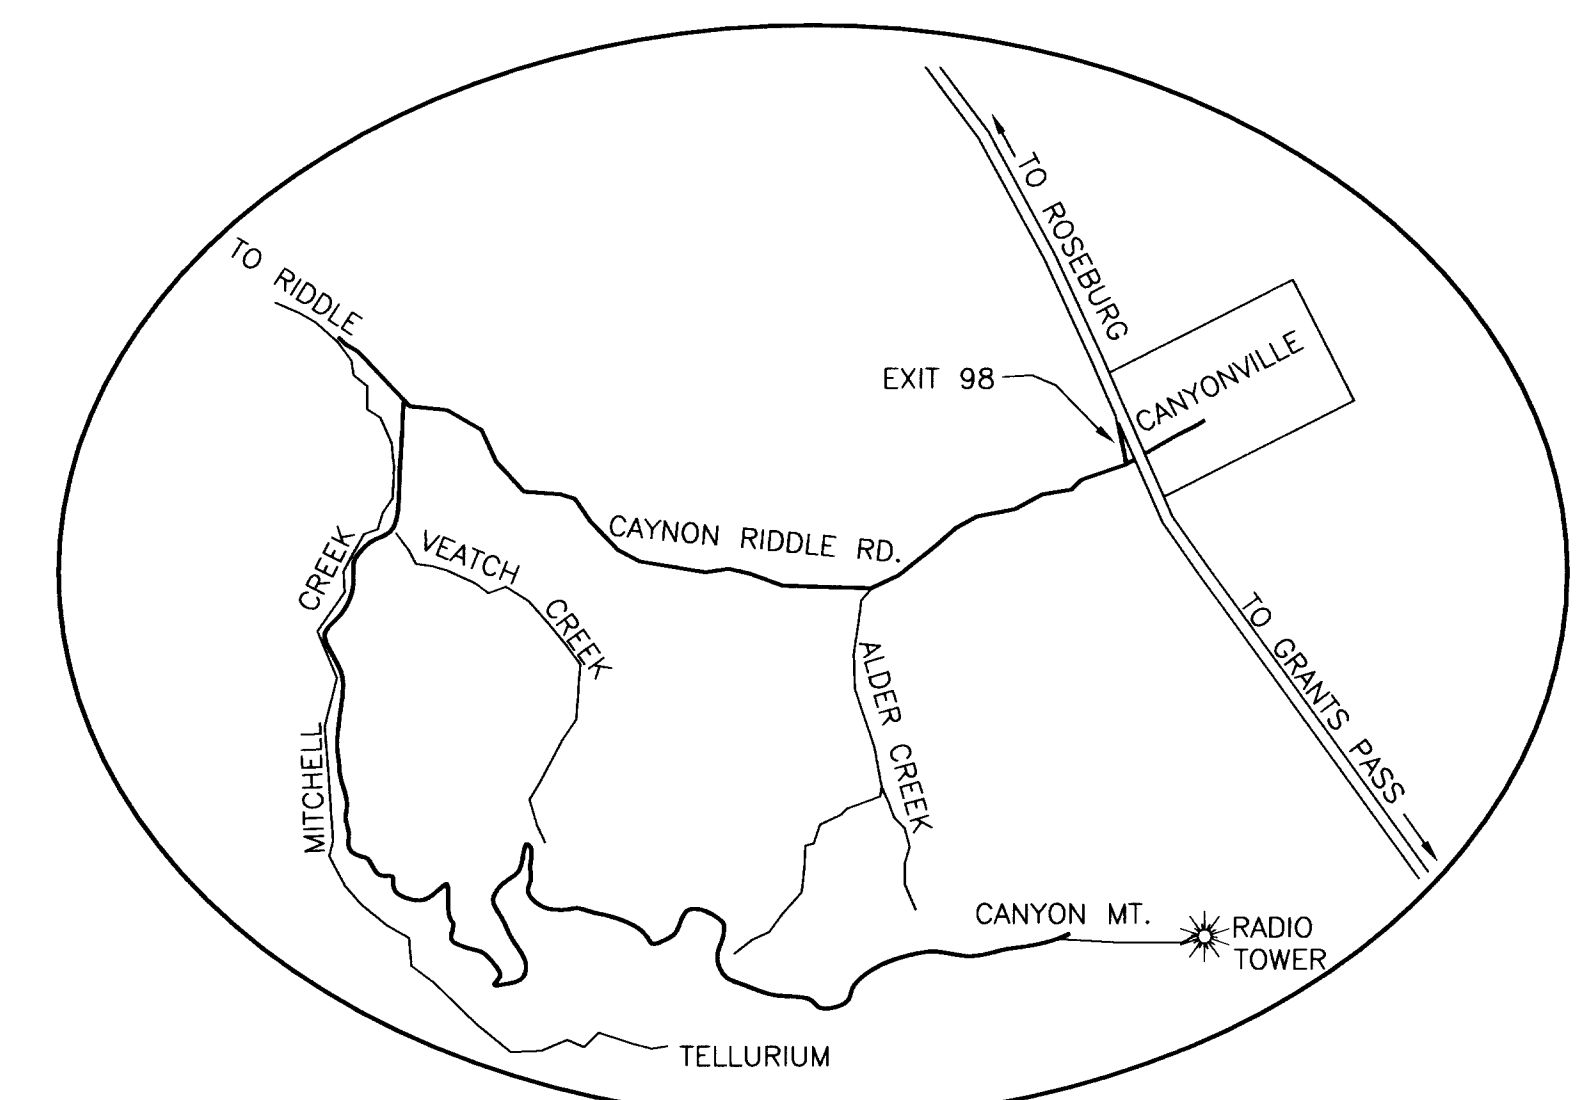 TO ROSEBURG
TO RIDDLE
EXIT 98
CANYONVILLE
CAYNON RIDDLE RD.
VEATCH CREEK
MITCHELL CREEK
ALDER CREEK
TO GRANTS PASS
CANYON MT.
RADIO
TOWER
TELLURIUM